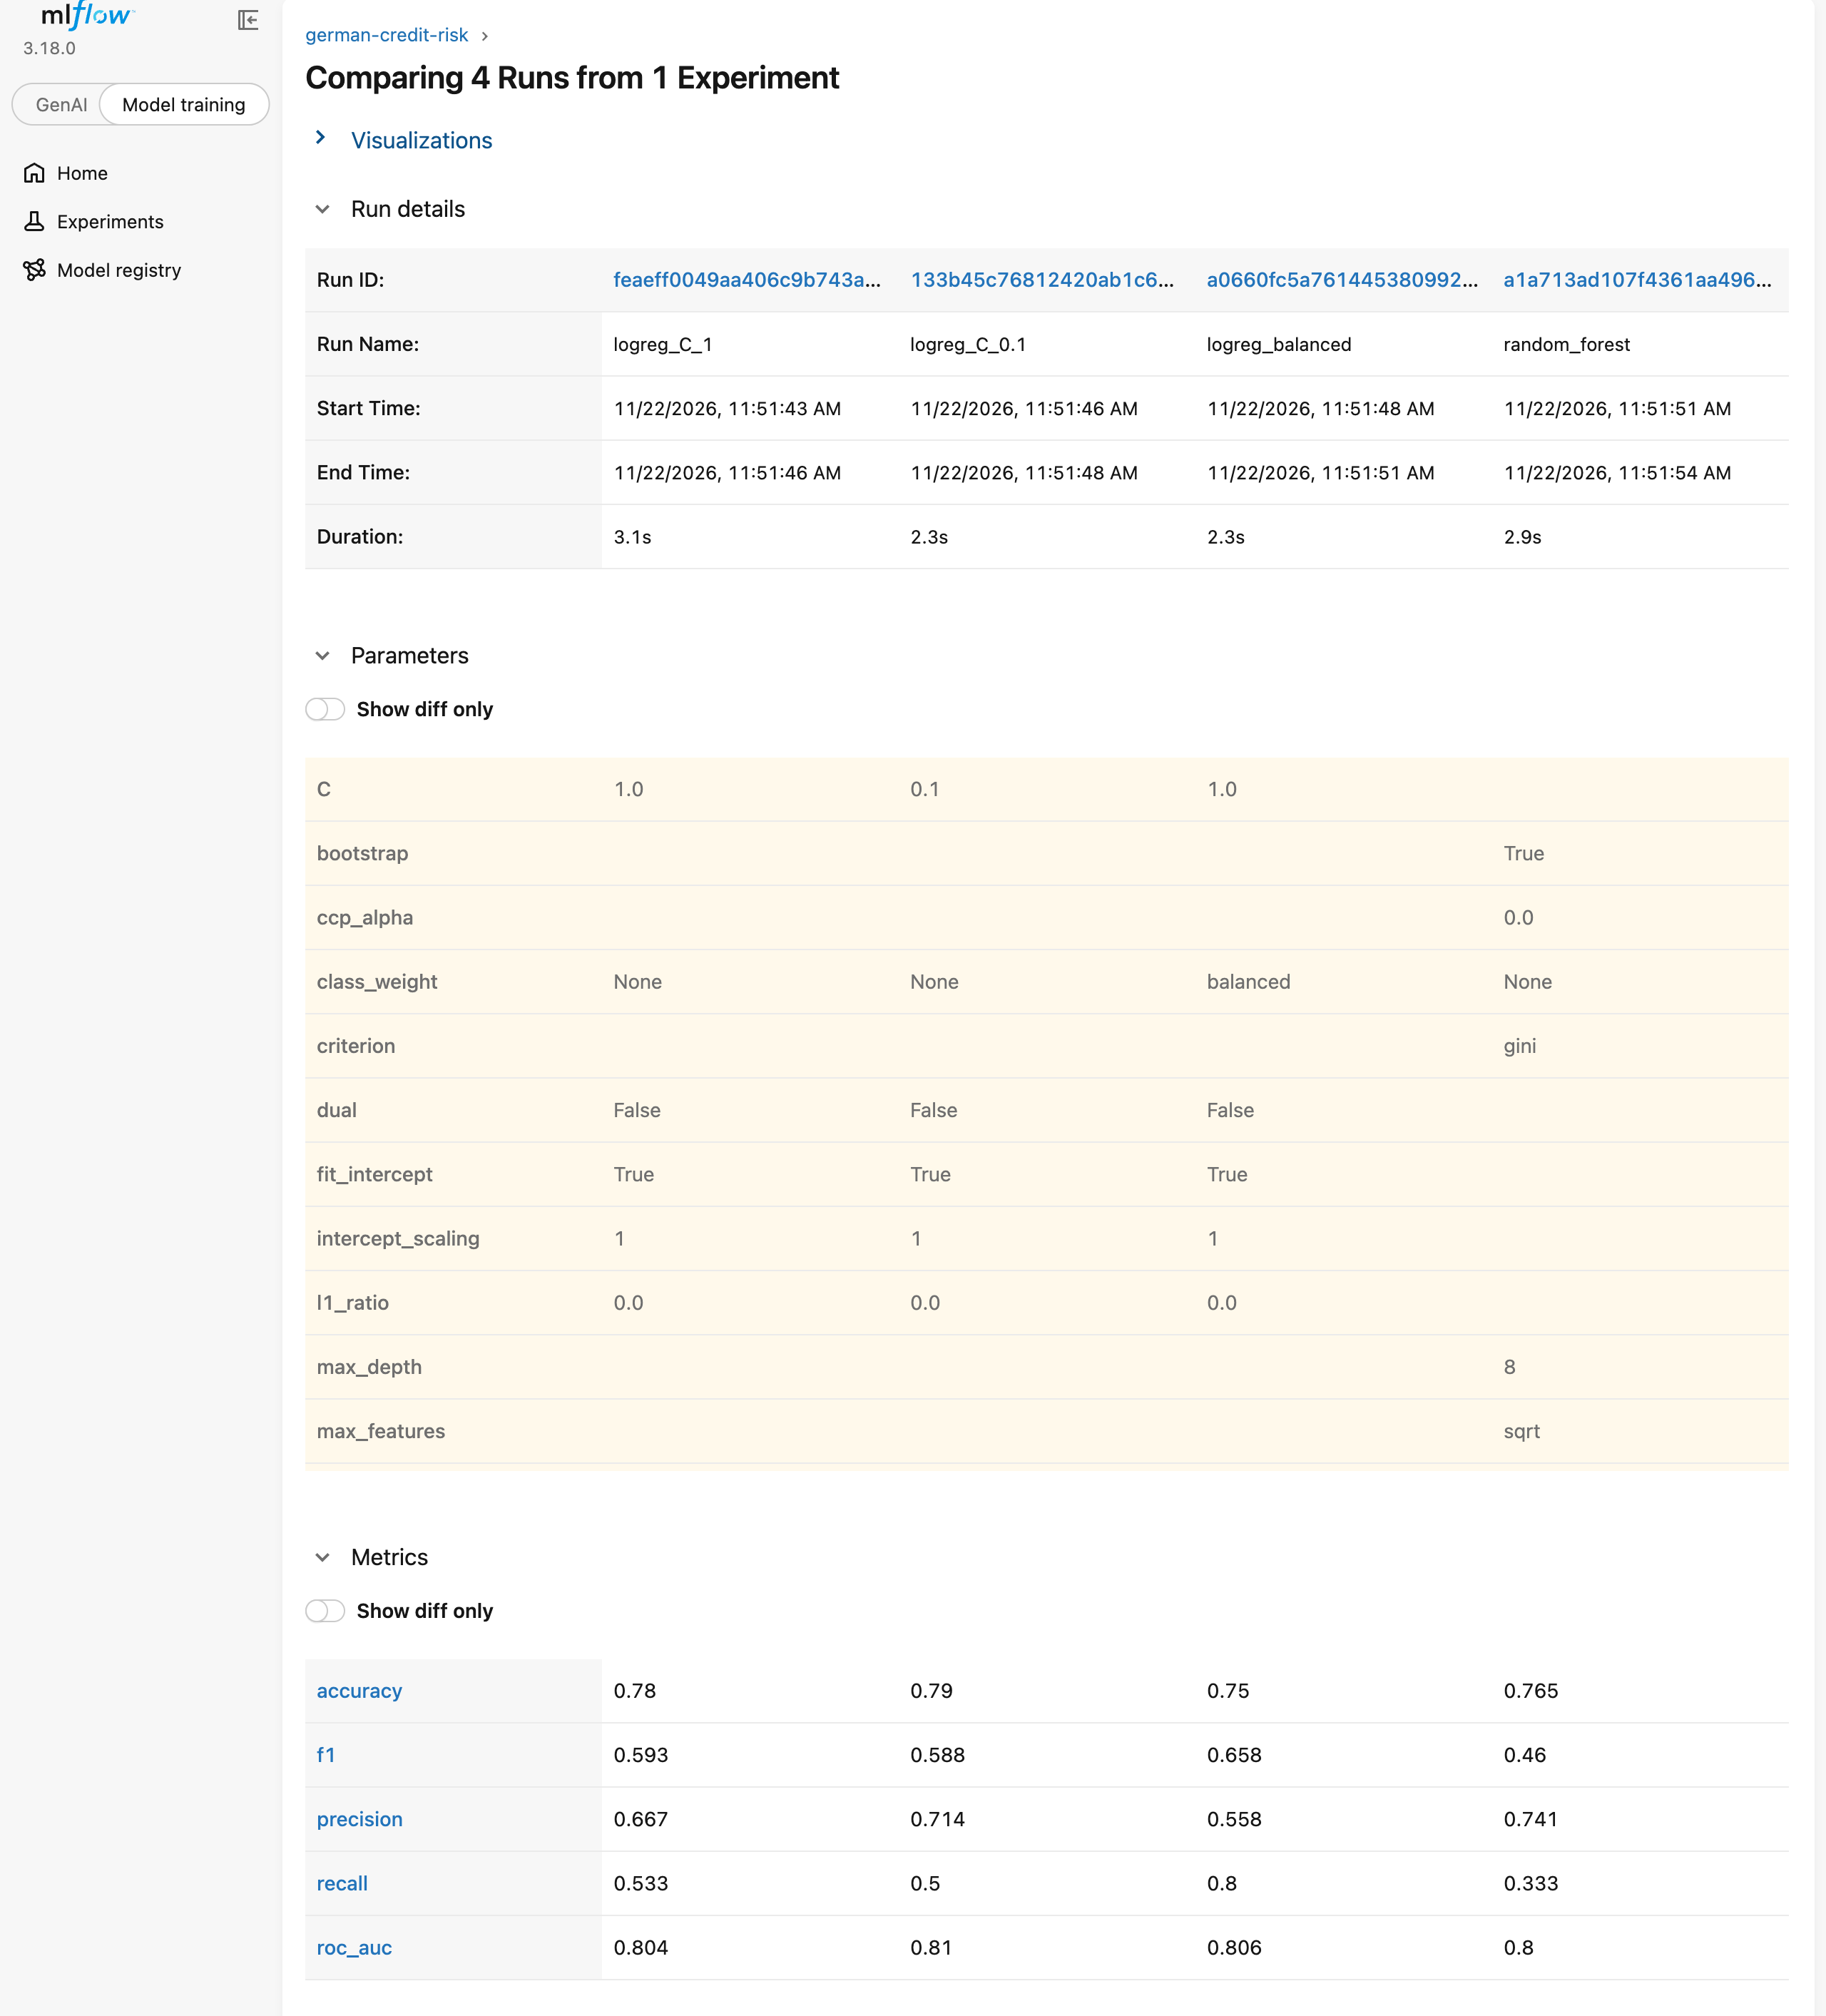 mlflow™
3.18.0
GenAI Model training
Home
Experiments
Model registry
german-credit-risk
Comparing 4 Runs from 1 Experiment
Visualizations
Run details
Run ID: feaeff0049aa406c9b743a... 133b45c76812420ab1c6... a0660fc5a761445380992... a1a713ad107f4361aa496...
Run Name: logreg_C_1 logreg_C_0.1 logreg_balanced random_forest
Start Time: 11/22/2026, 11:51:43 AM 11/22/2026, 11:51:46 AM 11/22/2026, 11:51:48 AM 11/22/2026, 11:51:51 AM
End Time: 11/22/2026, 11:51:46 AM 11/22/2026, 11:51:48 AM 11/22/2026, 11:51:51 AM 11/22/2026, 11:51:54 AM
Duration: 3.1s 2.3s 2.3s 2.9s
Parameters
Show diff only
C 1.0 0.1 1.0
bootstrap True
ccp_alpha 0.0
class_weight None None balanced None
criterion gini
dual False False False
fit_intercept True True True
intercept_scaling 1 1 1
l1_ratio 0.0 0.0 0.0
max_depth 8
max_features sqrt
Metrics
Show diff only
accuracy 0.78 0.79 0.75 0.765
f1 0.593 0.588 0.658 0.46
precision 0.667 0.714 0.558 0.741
recall 0.533 0.5 0.8 0.333
roc_auc 0.804 0.81 0.806 0.8